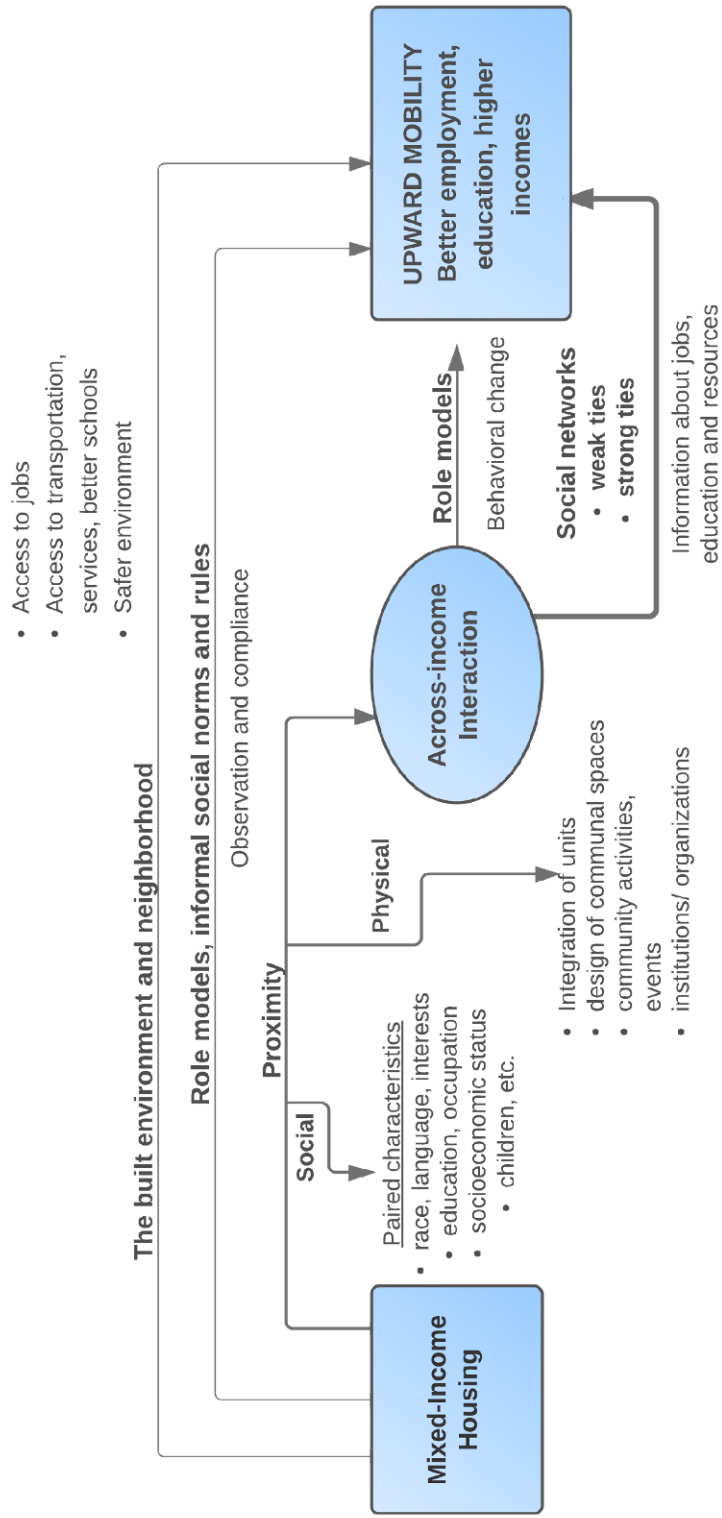 • Access to jobs
• Access to transportation,
services, better schools
• Safer environment
The built environment and neighborhood
Role models, informal social norms and rules
Observation and compliance
Proximity
Social
Physical
Mixed-Income
Housing
Paired characteristics
• race, language, interests
• education, occupation
• socioeconomic status
• children, etc.
• Integration of units
• design of communal spaces
• community activities,
events
• institutions/ organizations
Across-income
Interaction
Role models
Behavioral change
Social networks
• weak ties
• strong ties
Information about jobs,
education and resources
UPWARD MOBILITY
Better employment,
education, higher
incomes